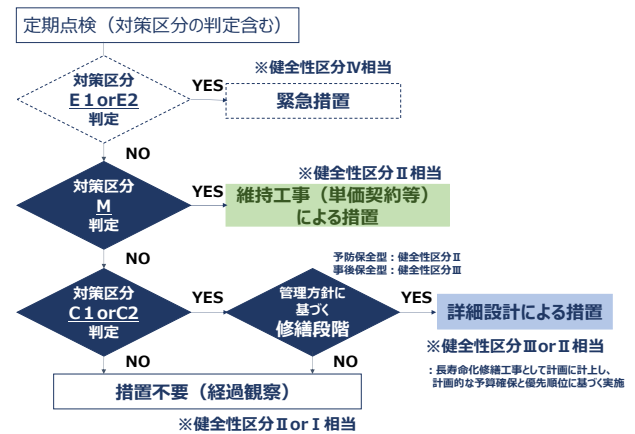 定期点検（対策区分の判定含む）
対策区分
E1orE2
判定
YES
※健全性区分Ⅳ相当
緊急措置
NO
対策区分
M
判定
YES
※健全性区分Ⅱ相当
維持工事（単価契約等）
による措置
NO
対策区分
C1orC2
判定
YES
予防保全型：健全性区分Ⅱ
事後保全型：健全性区分Ⅲ
管理方針に
基づく
修繕段階
YES
詳細設計による措置
※健全性区分ⅢorⅡ相当
：長寿命化修繕工事として計画に計上し、
計画的な予算確保と優先順位に基づく実施
NO
NO
措置不要（経過観察）
※健全性区分ⅡorⅠ相当